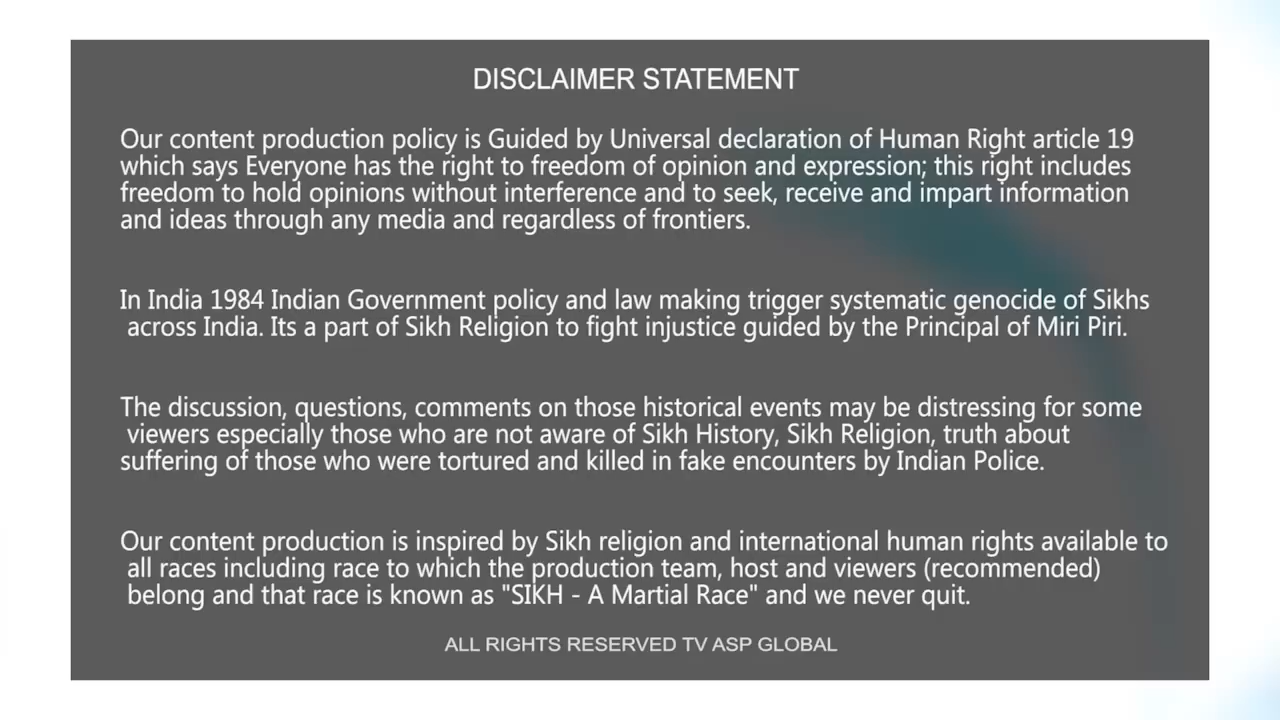 DISCLAIMER STATEMENT
Our content production policy is Guided by Universal declaration of Human Right article 19
which says Everyone has the right to freedom of opinion and expression; this right includes
freedom to hold opinions without interference and to seek, receive and impart information
and ideas through any media and regardless of frontiers.
In India 1984 Indian Government policy and law making trigger systematic genocide of Sikhs
across India. Its a part of Sikh Religion to fight injustice guided by the Principal of Miri Piri.
The discussion, questions, comments on those historical events may be distressing for some
viewers especially those who are not aware of Sikh History, Sikh Religion, truth about
suffering of those who were tortured and killed in fake encounters by Indian Police.
Our content production is inspired by Sikh religion and international human rights available to
all races including race to which the production team, host and viewers (recommended)
belong and that race is known as "SIKH - A Martial Race" and we never quit.
ALL RIGHTS RESERVED TV ASP GLOBAL